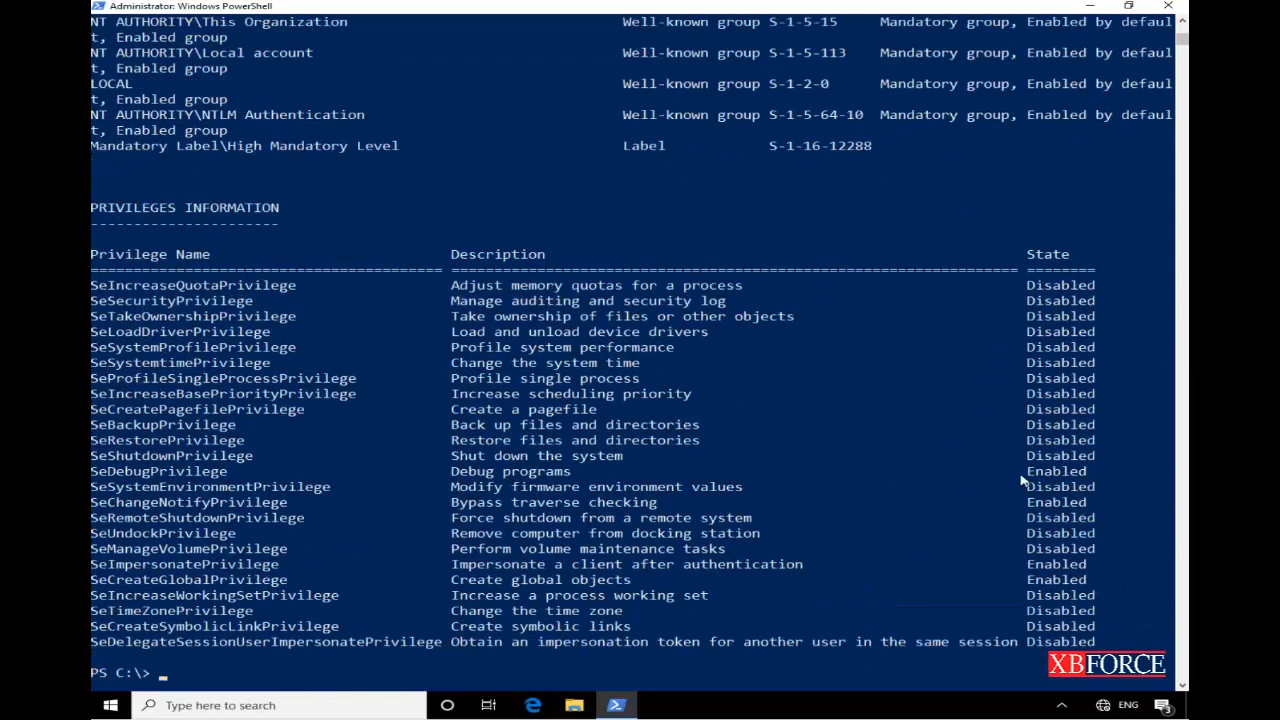 Administrator: Windows PowerShell
NT AUTHORITY\This Organization Well-known group S-1-5-15 Mandatory group, Enabled by defaul
t, Enabled group
NT AUTHORITY\Local account Well-known group S-1-5-113 Mandatory group, Enabled by defaul
t, Enabled group
LOCAL Well-known group S-1-2-0 Mandatory group, Enabled by defaul
t, Enabled group
NT AUTHORITY\NTLM Authentication Well-known group S-1-5-64-10 Mandatory group, Enabled by defaul
t, Enabled group
Mandatory Label\High Mandatory Level Label S-1-16-12288
PRIVILEGES INFORMATION
----------------------
Privilege Name Description State
========================================= ================================================================== ========
SeIncreaseQuotaPrivilege Adjust memory quotas for a process Disabled
SeSecurityPrivilege Manage auditing and security log Disabled
SeTakeOwnershipPrivilege Take ownership of files or other objects Disabled
SeLoadDriverPrivilege Load and unload device drivers Disabled
SeSystemProfilePrivilege Profile system performance Disabled
SeSystemtimePrivilege Change the system time Disabled
SeProfileSingleProcessPrivilege Profile single process Disabled
SeIncreaseBasePriorityPrivilege Increase scheduling priority Disabled
SeCreatePagefilePrivilege Create a pagefile Disabled
SeBackupPrivilege Back up files and directories Disabled
SeRestorePrivilege Restore files and directories Disabled
SeShutdownPrivilege Shut down the system Disabled
SeDebugPrivilege Debug programs Enabled
SeSystemEnvironmentPrivilege Modify firmware environment values Disabled
SeChangeNotifyPrivilege Bypass traverse checking Enabled
SeRemoteShutdownPrivilege Force shutdown from a remote system Disabled
SeUndockPrivilege Remove computer from docking station Disabled
SeManageVolumePrivilege Perform volume maintenance tasks Disabled
SeImpersonatePrivilege Impersonate a client after authentication Enabled
SeCreateGlobalPrivilege Create global objects Enabled
SeIncreaseWorkingSetPrivilege Increase a process working set Disabled
SeTimeZonePrivilege Change the time zone Disabled
SeCreateSymbolicLinkPrivilege Create symbolic links Disabled
SeDelegateSessionUserImpersonatePrivilege Obtain an impersonation token for another user in the same session Disabled
PS C:\> _
XBFORCE
Type here to search ENG 3